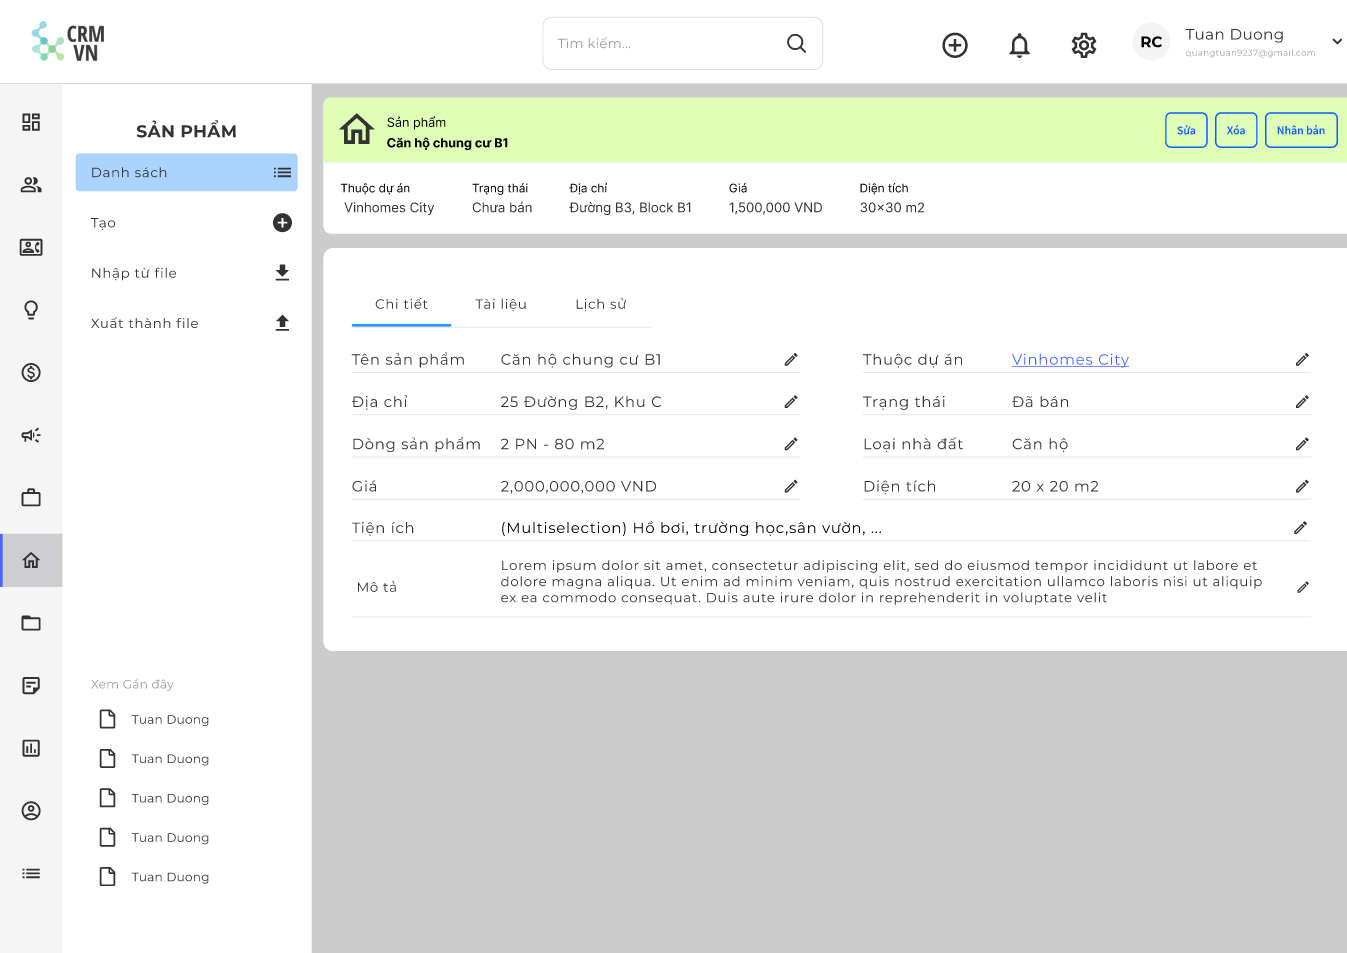 CRM
VN
Tìm kiếm...
RC
Tuan Duong
quangtuan9237@gmail.com
SẢN PHẨM
Danh sách
Tạo
Nhập từ file
Xuất thành file
Xem Gần đây
Tuan Duong
Tuan Duong
Tuan Duong
Tuan Duong
Tuan Duong
Sản phẩm
Căn hộ chung cư B1
Sửa
Xóa
Nhân bản
Thuộc dự án
Vinhomes City
Trạng thái
Chưa bán
Địa chỉ
Đường B3, Block B1
Giá
1,500,000 VND
Diện tích
30x30 m2
Chi tiết
Tài liệu
Lịch sử
Tên sản phẩm
Căn hộ chung cư B1
Thuộc dự án
Vinhomes City
Địa chỉ
25 Đường B2, Khu C
Trạng thái
Đã bán
Dòng sản phẩm
2 PN - 80 m2
Loại nhà đất
Căn hộ
Giá
2,000,000,000 VND
Diện tích
20 x 20 m2
Tiện ích
(Multiselection) Hồ bơi, trường học,sân vườn, ...
Mô tả
Lorem ipsum dolor sit amet, consectetur adipiscing elit, sed do eiusmod tempor incididunt ut labore et
dolore magna aliqua. Ut enim ad minim veniam, quis nostrud exercitation ullamco laboris nisi ut aliquip
ex ea commodo consequat. Duis aute irure dolor in reprehenderit in voluptate velit